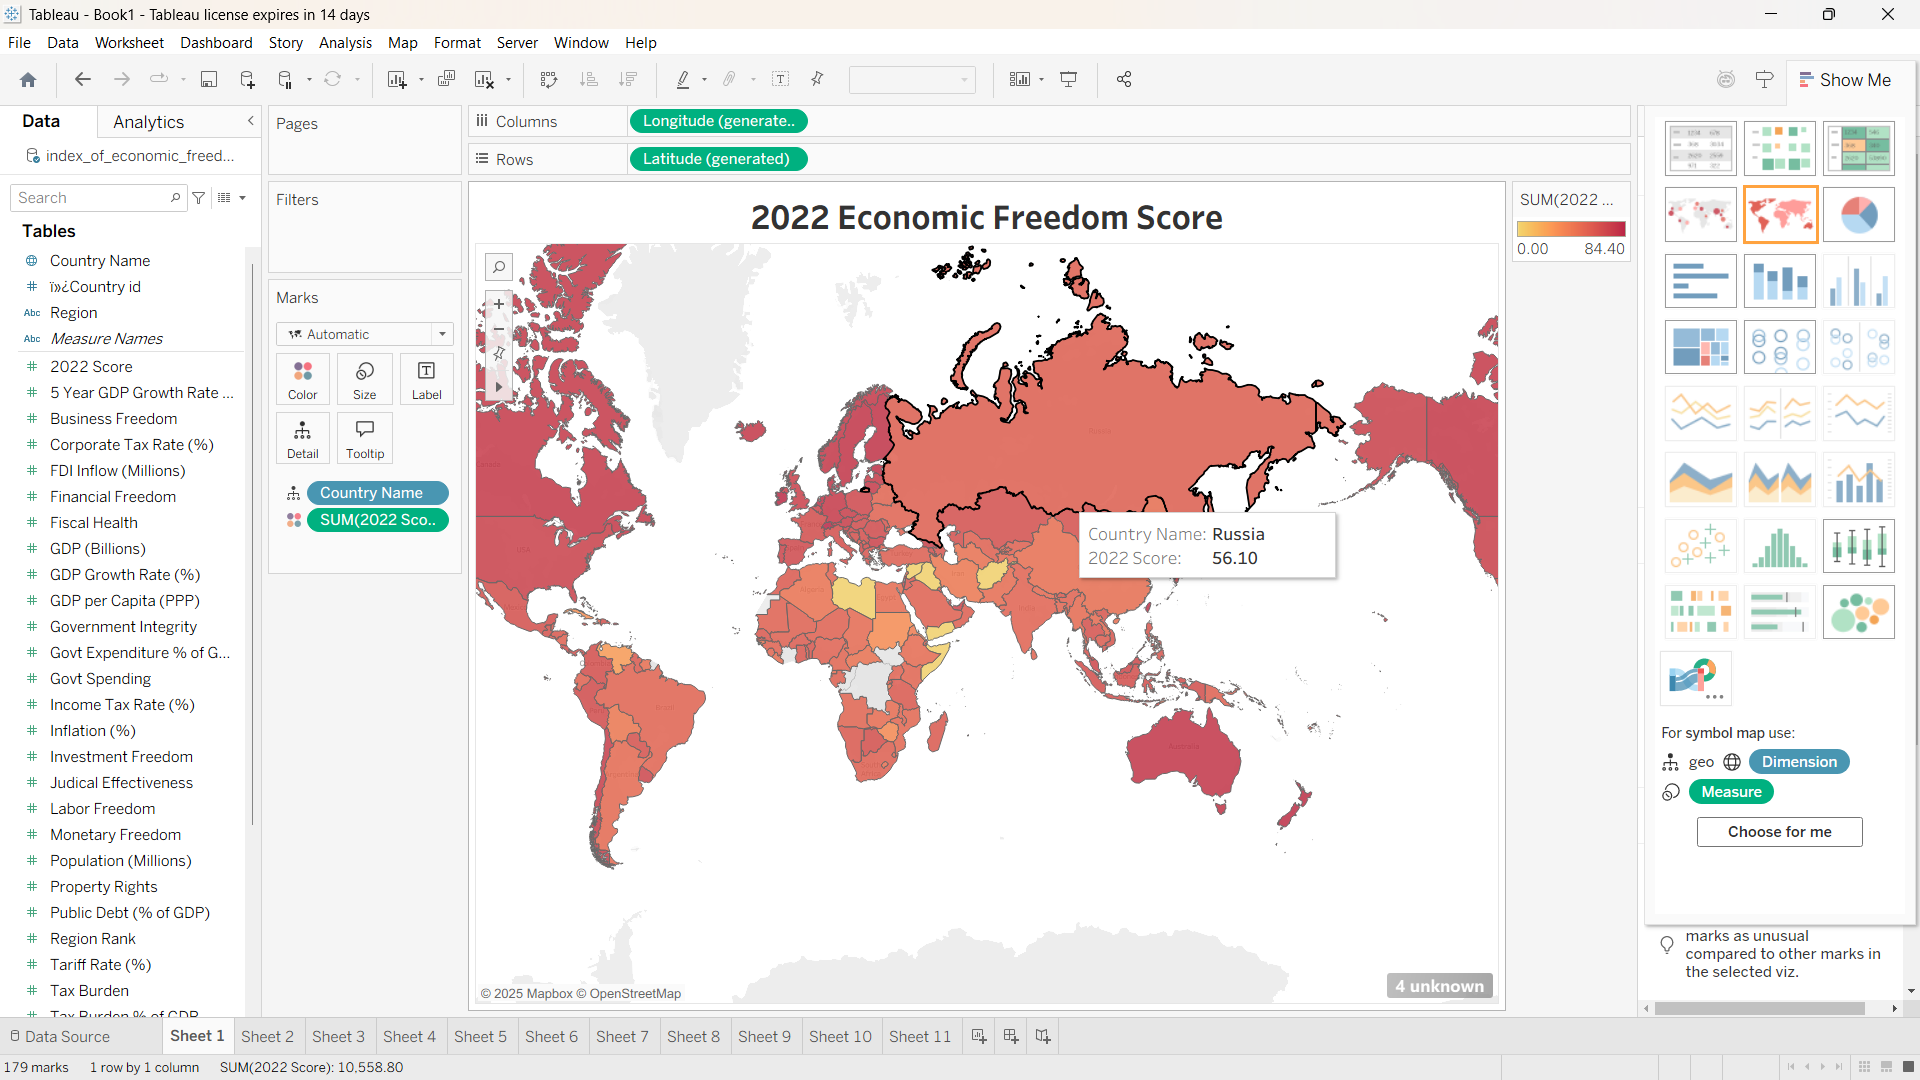 Tableau - Book1 - Tableau license expires in 14 days
File Data Worksheet Dashboard Story Analysis Map Format Server Window Help
Show Me
Data Analytics
index_of_economic_freed...
Search
Tables
Country Name
ï»¿Country id
Abc Region
Abc Measure Names
2022 Score
5 Year GDP Growth Rate ...
Business Freedom
Corporate Tax Rate (%)
FDI Inflow (Millions)
Financial Freedom
Fiscal Health
GDP (Billions)
GDP Growth Rate (%)
GDP per Capita (PPP)
Government Integrity
Govt Expenditure % of G...
Govt Spending
Income Tax Rate (%)
Inflation (%)
Investment Freedom
Judical Effectiveness
Labor Freedom
Monetary Freedom
Population (Millions)
Property Rights
Public Debt (% of GDP)
Region Rank
Tariff Rate (%)
Tax Burden
Tax Burden % of GDP
Pages
Filters
Marks
Automatic
Color Size Label
Detail Tooltip
Country Name
SUM(2022 Sco..
Columns Longitude (generate..
Rows Latitude (generated)
2022 Economic Freedom Score
Country Name: Russia
2022 Score: 56.10
© 2025 Mapbox © OpenStreetMap
4 unknown
SUM(2022 ...
0.00 84.40
For symbol map use:
geo Dimension
Measure
Choose for me
marks as unusual
compared to other marks in
the selected viz.
Data Source Sheet 1 Sheet 2 Sheet 3 Sheet 4 Sheet 5 Sheet 6 Sheet 7 Sheet 8 Sheet 9 Sheet 10 Sheet 11
179 marks 1 row by 1 column SUM(2022 Score): 10,558.80